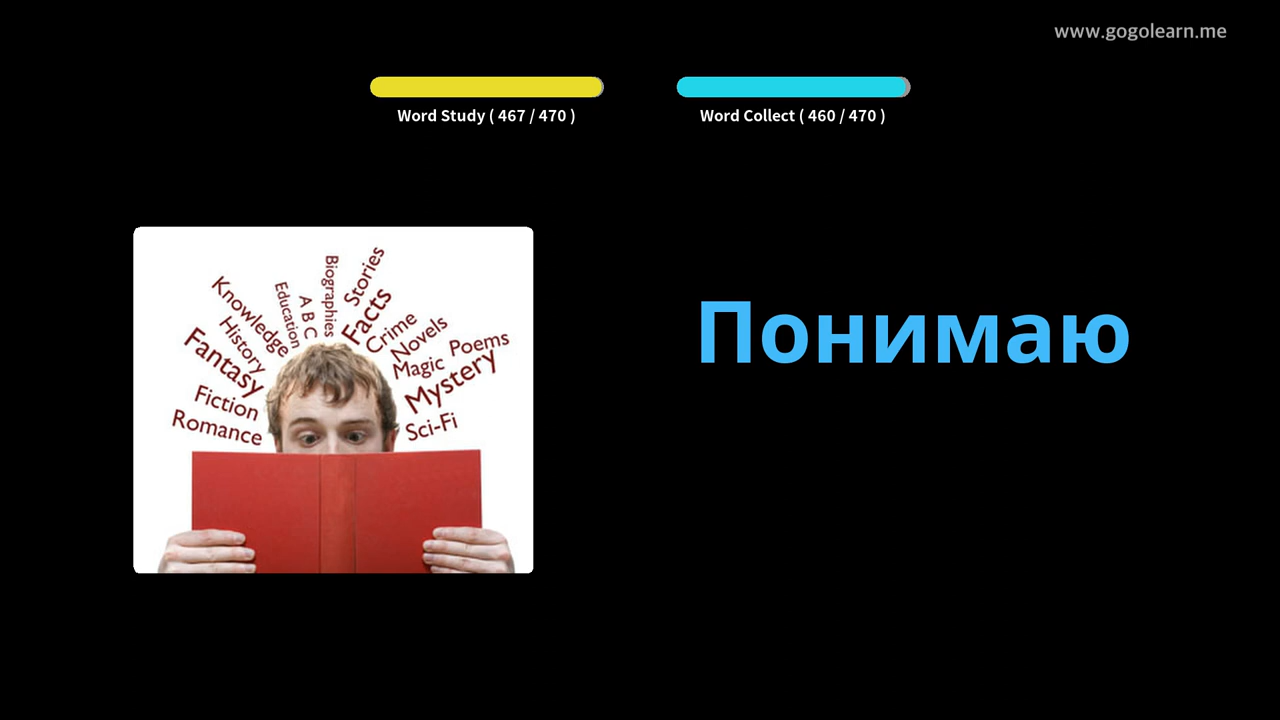 www.gogolearn.me
Word Study ( 467 / 470 )
Word Collect ( 460 / 470 )
Понимаю
Knowledge
Education
A B C
Biographies
Stories
Facts
Crime
Novels
Poems
Magic
Mystery
Sci-Fi
History
Fantasy
Fiction
Romance